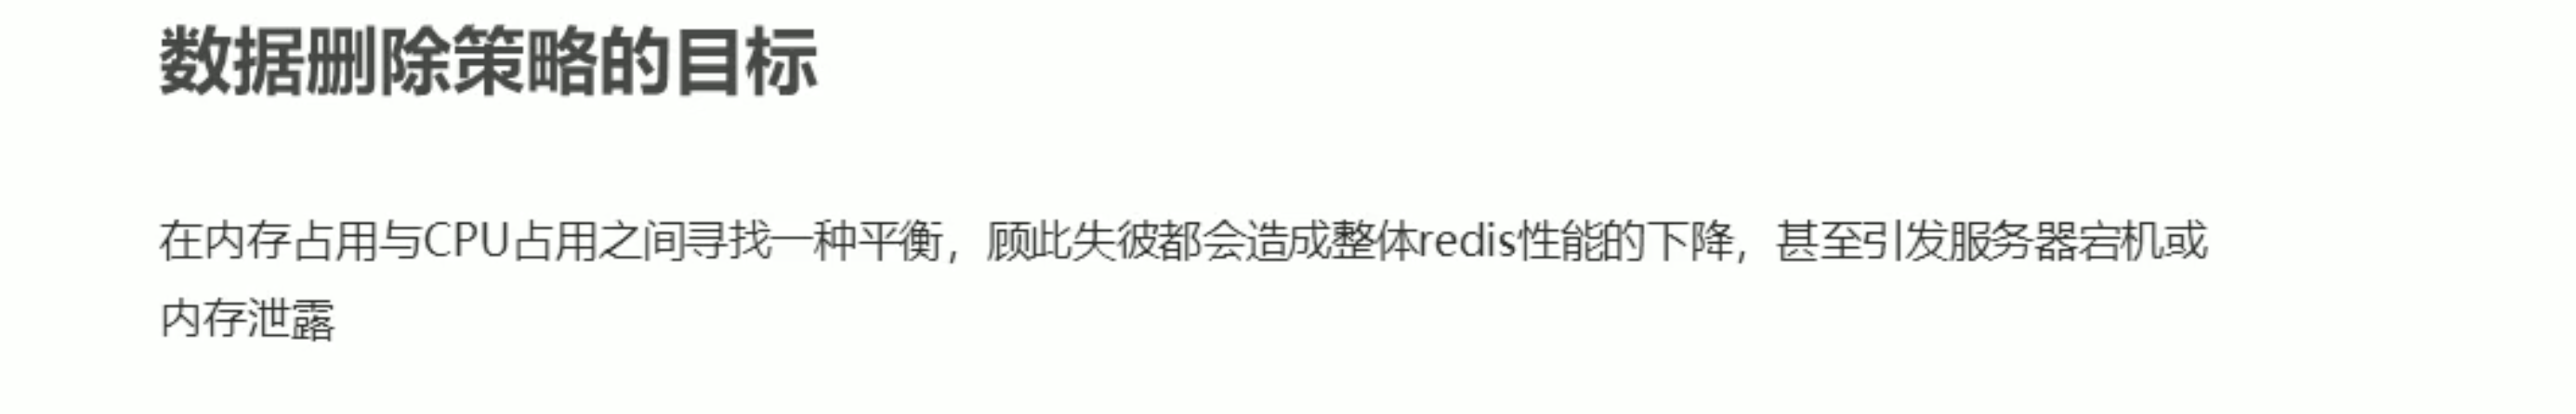 数据删除策略的目标
在内存占用与CPU占用之间寻找一种平衡，顾此失彼都会造成整体redis性能的下降，甚至引发服务器宕机或
内存泄露